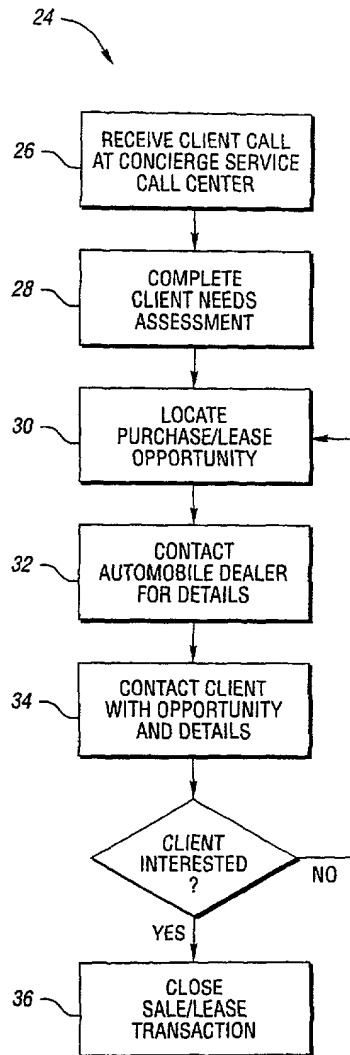 24
26
RECEIVE CLIENT CALL
AT CONCIERGE SERVICE
CALL CENTER
28
COMPLETE
CLIENT NEEDS
ASSESSMENT
30
LOCATE
PURCHASE/LEASE
OPPORTUNITY
32
CONTACT
AUTOMOBILE DEALER
FOR DETAILS
34
CONTACT CLIENT
WITH OPPORTUNITY
AND DETAILS
CLIENT
INTERESTED
?
NO
YES
36
CLOSE
SALE/LEASE
TRANSACTION